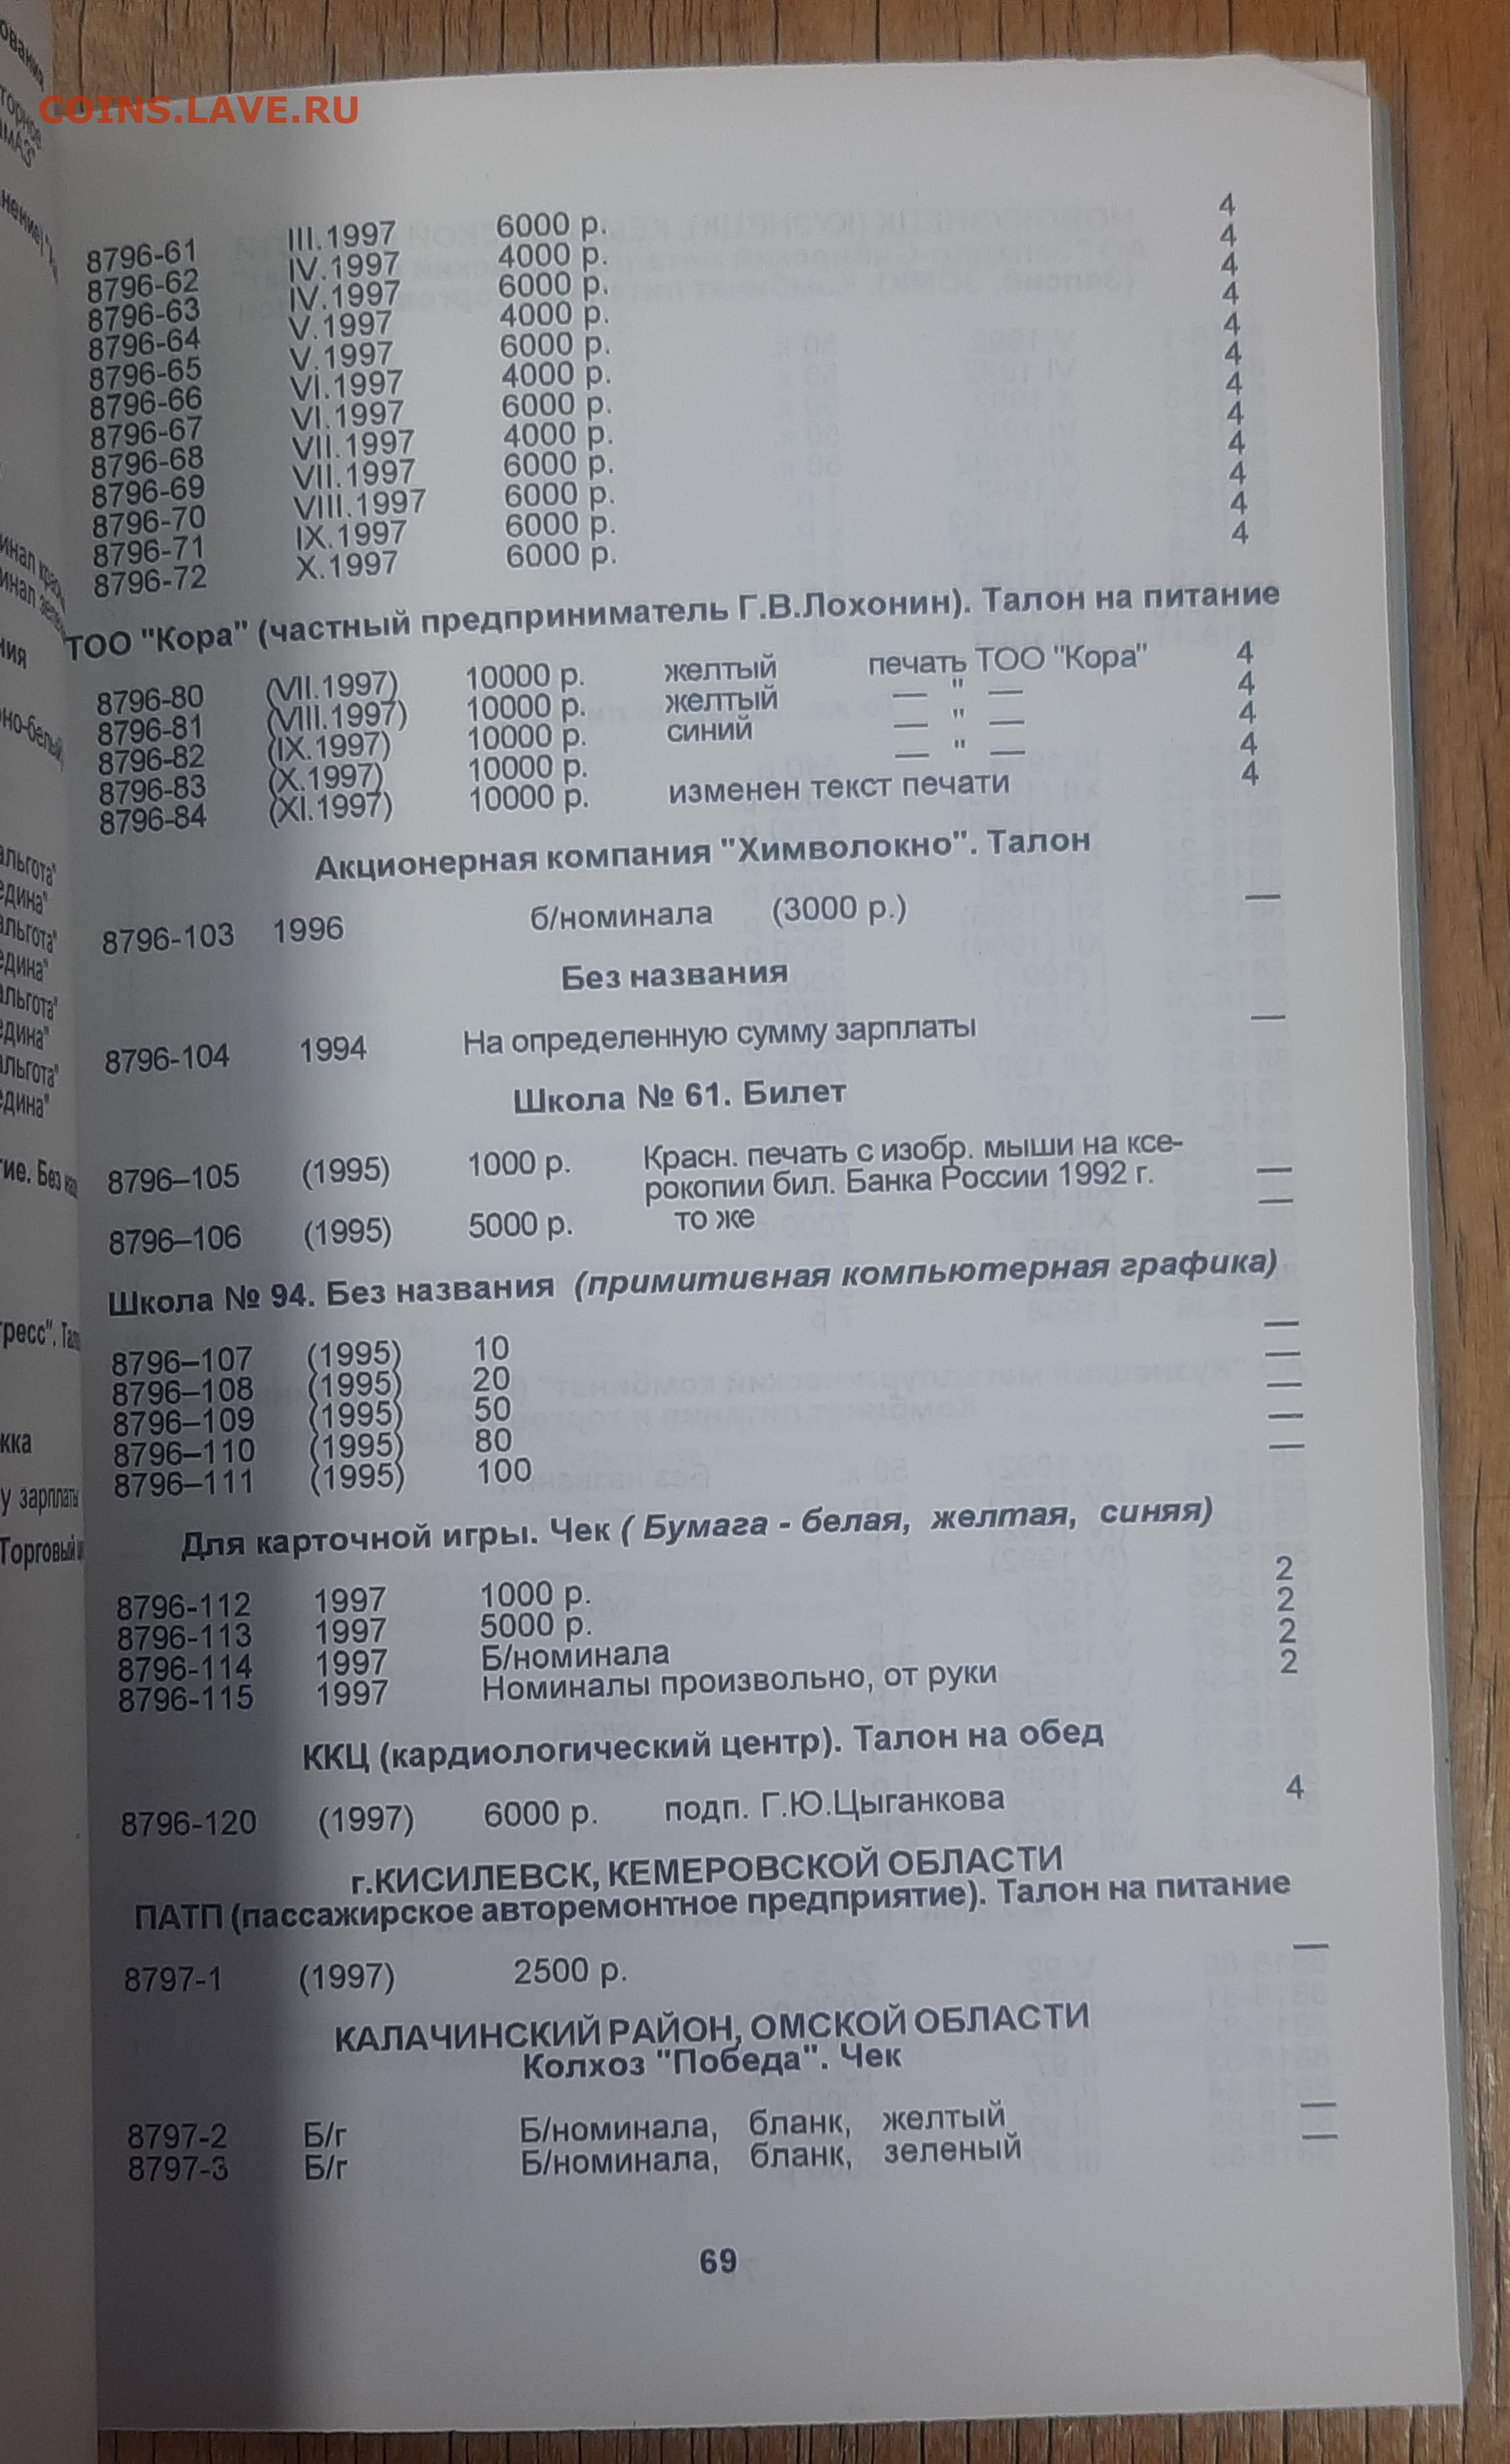 COINS.LAVE.RU
8796-61 III.1997 6000 р. 4
8796-62 IV.1997 4000 р. 4
8796-63 IV.1997 6000 р. 4
8796-64 V.1997 4000 р. 4
8796-65 V.1997 6000 р. 4
8796-66 VI.1997 4000 р. 4
8796-67 VI.1997 6000 р. 4
8796-68 VII.1997 4000 р. 4
8796-69 VII.1997 6000 р. 4
8796-70 VIII.1997 6000 р. 4
8796-71 IX.1997 6000 р. 4
8796-72 X.1997 6000 р. 4
ТОО "Кора" (частный предприниматель Г.В.Лохонин). Талон на питание
8796-80 (VII.1997) 10000 р. желтый печать ТОО "Кора" 4
8796-81 (VIII.1997) 10000 р. желтый — " — 4
8796-82 (IX.1997) 10000 р. синий — " — 4
8796-83 (X.1997) 10000 р. — " — 4
8796-84 (XI.1997) 10000 р. изменен текст печати 4
Акционерная компания "Химволокно". Талон
8796-103 1996 б/номинала (3000 р.) —
Без названия
8796-104 1994 На определенную сумму зарплаты —
Школа № 61. Билет
8796–105 (1995) 1000 р. Красн. печать с изобр. мыши на ксе-
рокопии бил. Банка России 1992 г. —
8796–106 (1995) 5000 р. то же —
Школа № 94. Без названия (примитивная компьютерная графика)
8796–107 (1995) 10 —
8796–108 (1995) 20 —
8796–109 (1995) 50 —
8796–110 (1995) 80 —
8796–111 (1995) 100 —
Для карточной игры. Чек ( Бумага - белая, желтая, синяя)
8796-112 1997 1000 р. 2
8796-113 1997 5000 р. 2
8796-114 1997 Б/номинала 2
8796-115 1997 Номиналы произвольно, от руки 2
ККЦ (кардиологический центр). Талон на обед
8796-120 (1997) 6000 р. подп. Г.Ю.Цыганкова 4
г.КИСИЛЕВСК, КЕМЕРОВСКОЙ ОБЛАСТИ
ПАТП (пассажирское авторемонтное предприятие). Талон на питание
8797-1 (1997) 2500 р. —
КАЛАЧИНСКИЙ РАЙОН, ОМСКОЙ ОБЛАСТИ
Колхоз "Победа". Чек
8797-2 Б/г Б/номинала, бланк, желтый —
8797-3 Б/г Б/номинала, бланк, зеленый —
69